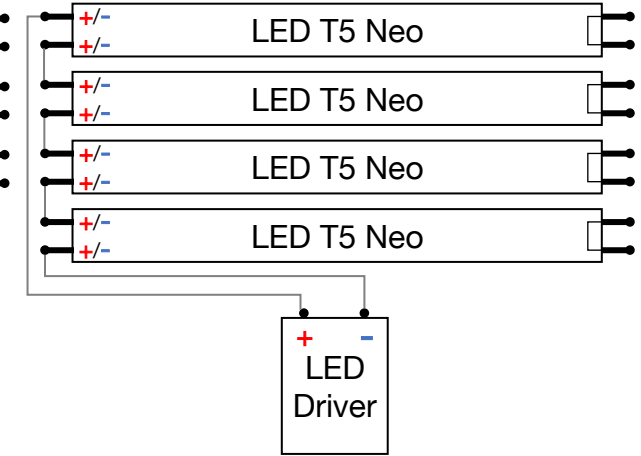 +/-
LED T5 Neo
+/-
+/-
LED T5 Neo
+/-
+/-
LED T5 Neo
+/-
+/-
LED T5 Neo
+/-
+ -
LED
Driver